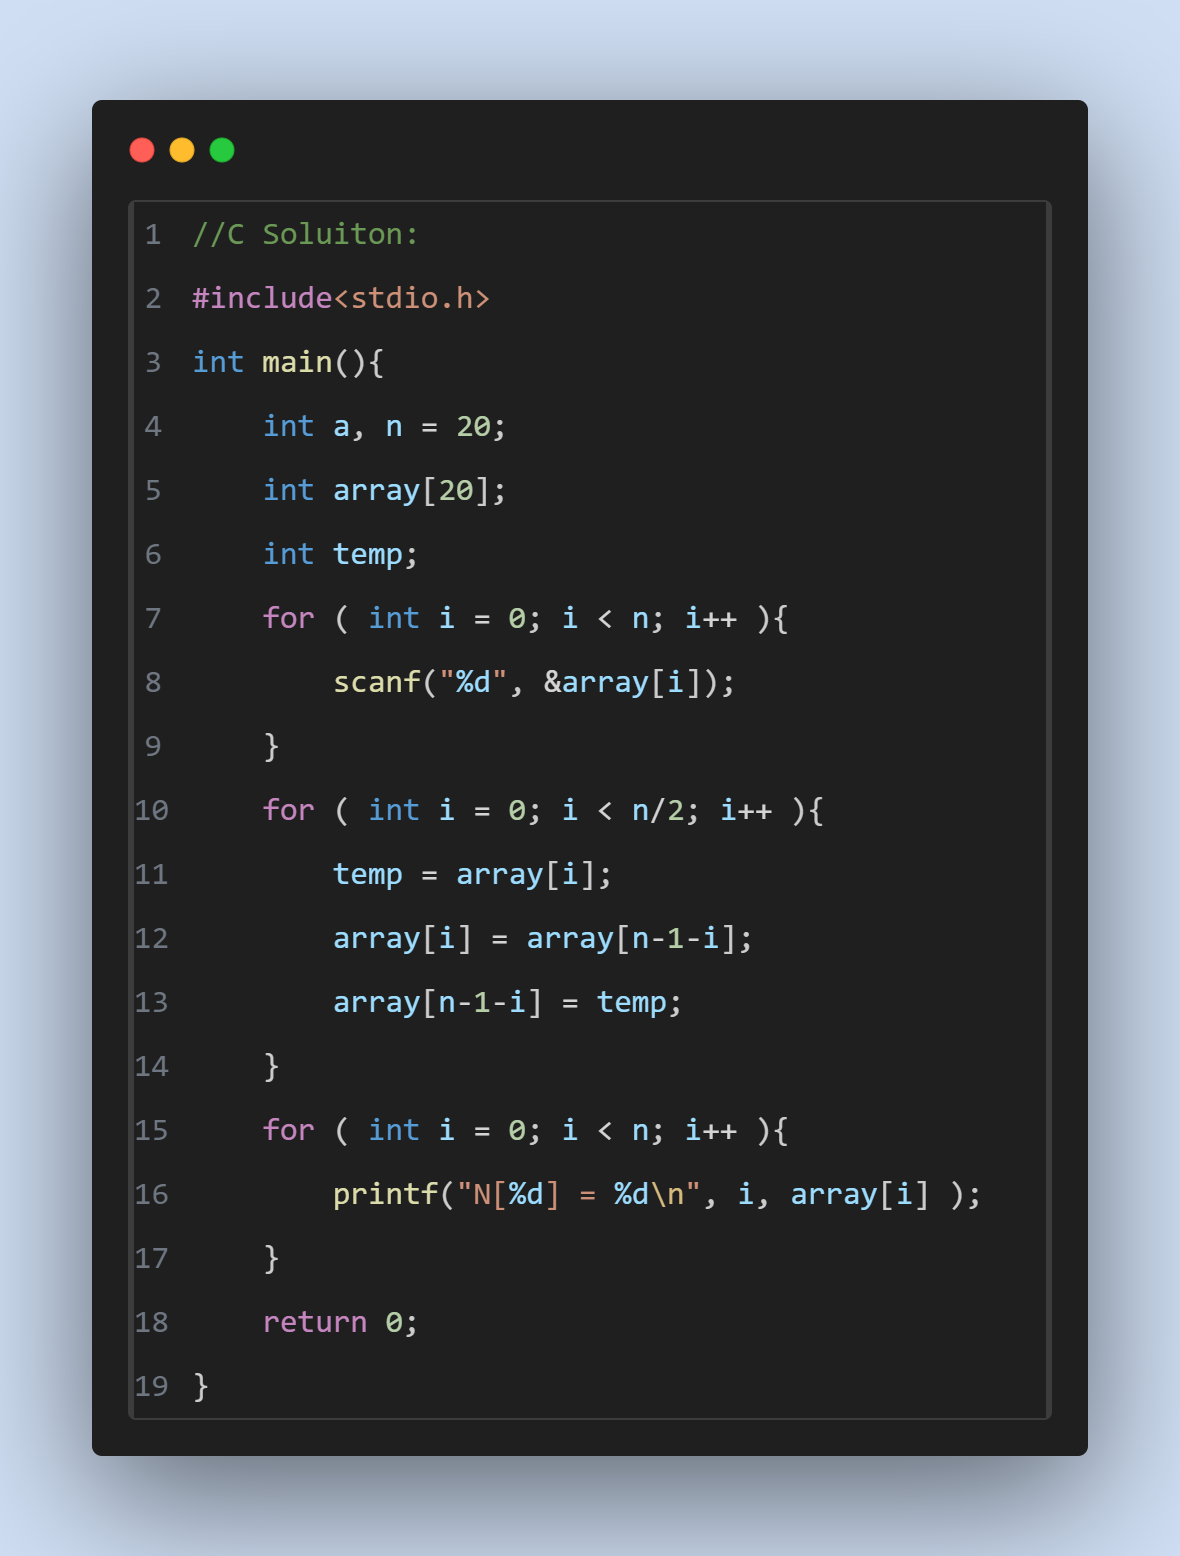 1 //C Soluiton:
2 #include<stdio.h>
3 int main(){
4     int a, n = 20;
5     int array[20];
6     int temp;
7     for ( int i = 0; i < n; i++ ){
8         scanf("%d", &array[i]);
9     }
10     for ( int i = 0; i < n/2; i++ ){
11         temp = array[i];
12         array[i] = array[n-1-i];
13         array[n-1-i] = temp;
14     }
15     for ( int i = 0; i < n; i++ ){
16         printf("N[%d] = %d\n", i, array[i] );
17     }
18     return 0;
19 }